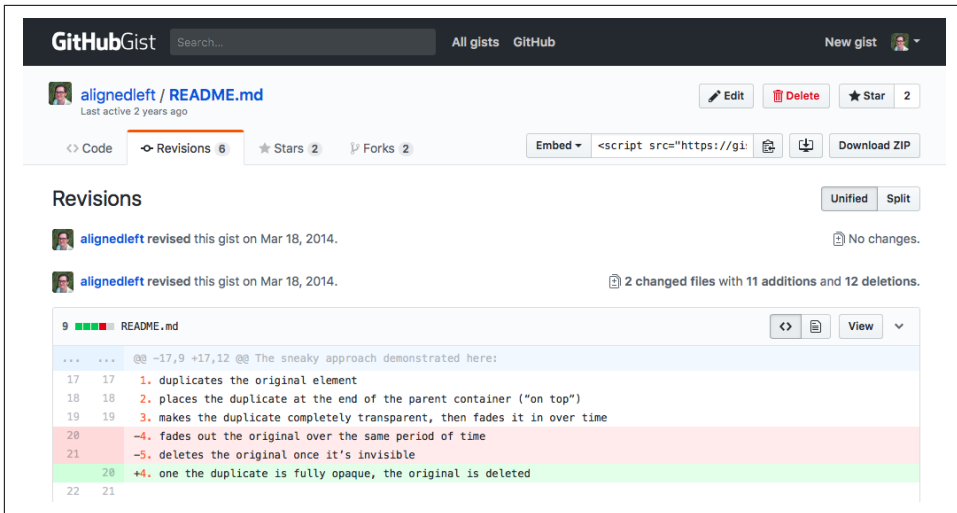 GitHubGist Search... All gists GitHub New gist
alignedleft / README.md Edit Delete Star 2
Last active 2 years ago
<> Code Revisions 6 Stars 2 Forks 2 Embed <script src="https://gi: Download ZIP
Revisions Unified Split
alignedleft revised this gist on Mar 18, 2014. No changes.
alignedleft revised this gist on Mar 18, 2014. 2 changed files with 11 additions and 12 deletions.
9 README.md <> View
... ... @@ -17,9 +17,12 @@ The sneaky approach demonstrated here:
17 17 1. duplicates the original element
18 18 2. places the duplicate at the end of the parent container (“on top”)
19 19 3. makes the duplicate completely transparent, then fades it in over time
20 -4. fades out the original over the same period of time
21 -5. deletes the original once it’s invisible
20 +4. one the duplicate is fully opaque, the original is deleted
22 21